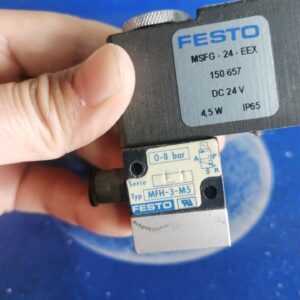 FESTO
MSFG - 24 - EEX
150 657
DC 24 V
4,5 W IP65
0-8 bar
Serie
A P
R
Typ MFH-3-M5
FESTO